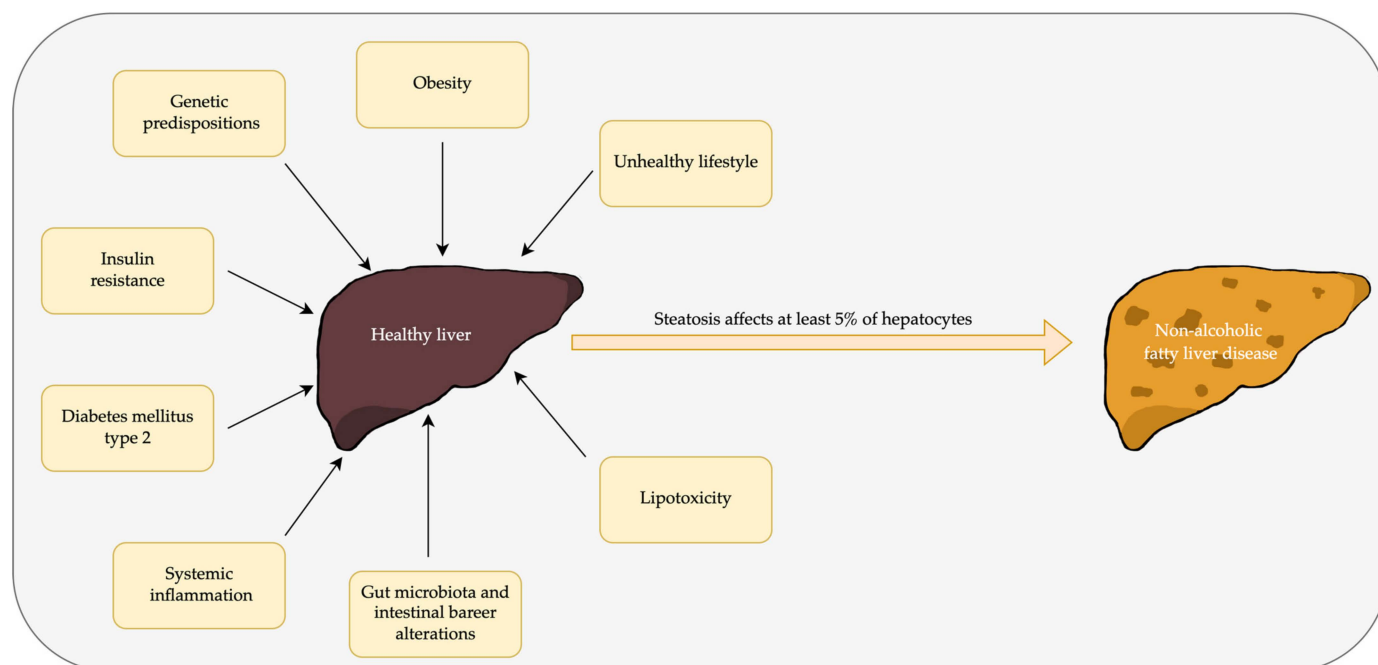 Obesity
Genetic
predispositions
Unhealthy lifestyle
Insulin
resistance
Healthy liver
Steatosis affects at least 5% of hepatocytes
Non-alcoholic
fatty liver disease
Diabetes mellitus
type 2
Lipotoxicity
Systemic
inflammation
Gut microbiota and
intestinal bareer
alterations